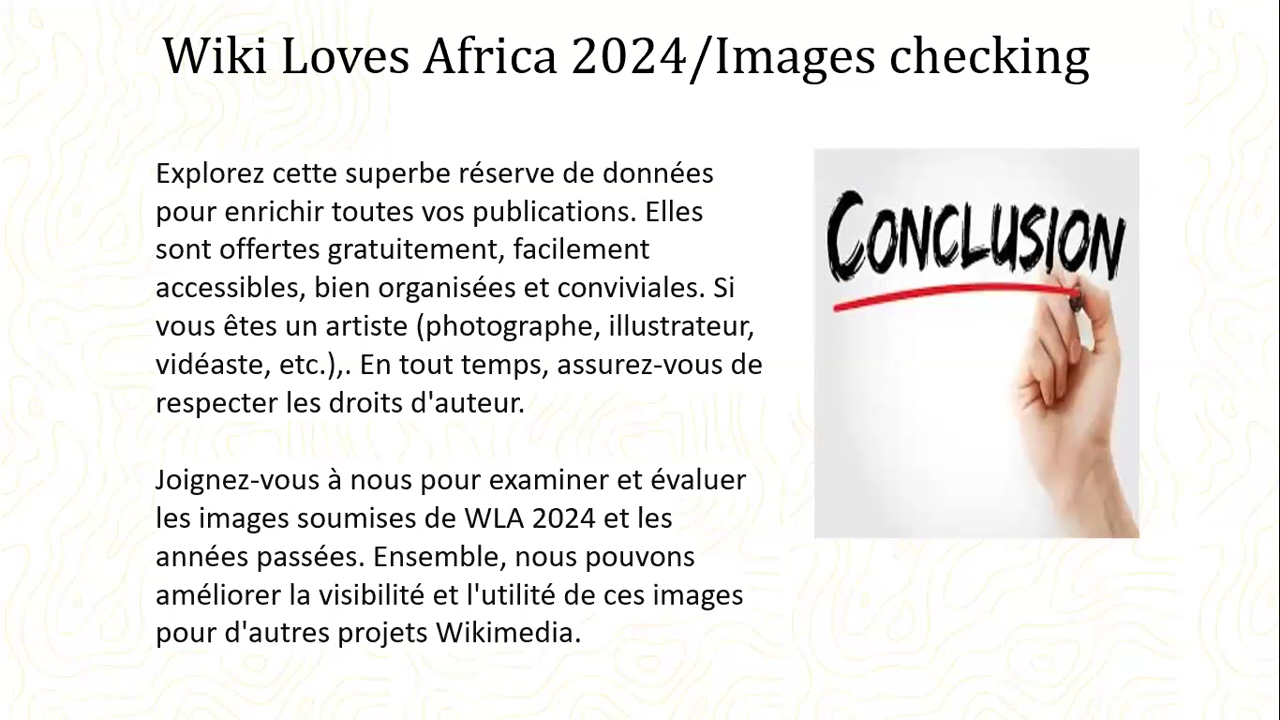 Wiki Loves Africa 2024/Images checking
Explorez cette superbe réserve de données
pour enrichir toutes vos publications. Elles
sont offertes gratuitement, facilement
accessibles, bien organisées et conviviales. Si
vous êtes un artiste (photographe, illustrateur,
vidéaste, etc.),. En tout temps, assurez-vous de
respecter les droits d'auteur.
Joignez-vous à nous pour examiner et évaluer
les images soumises de WLA 2024 et les
années passées. Ensemble, nous pouvons
améliorer la visibilité et l'utilité de ces images
pour d'autres projets Wikimedia.
CONCLUSION